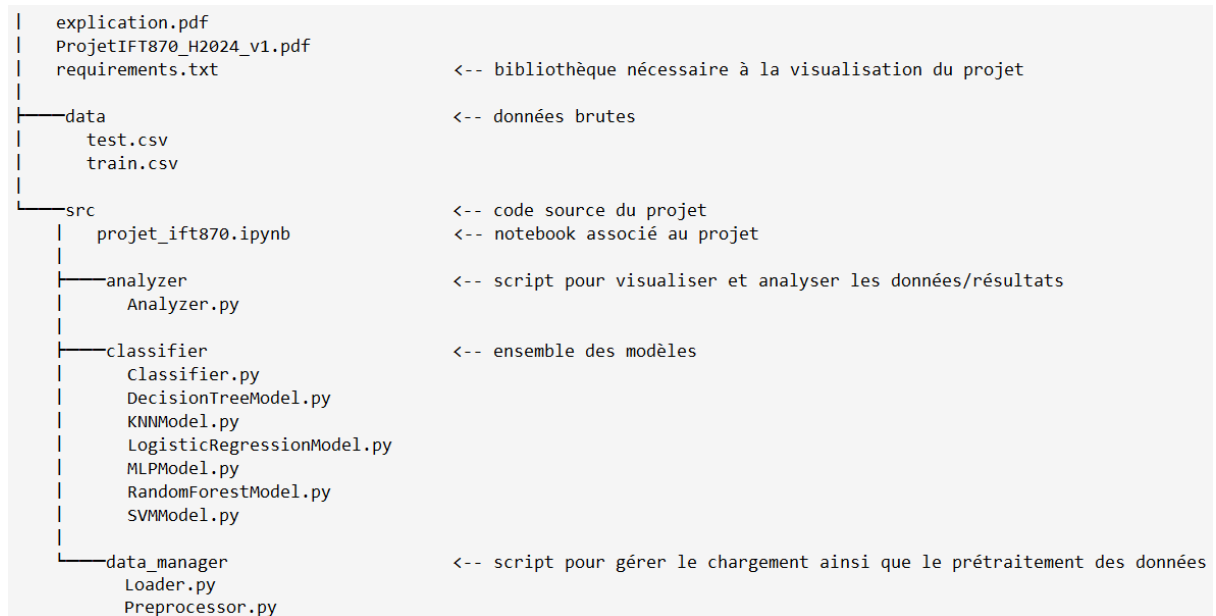 |   explication.pdf
|   ProjetIFT870_H2024_v1.pdf
|   requirements.txt                       <-- bibliothèque nécessaire à la visualisation du projet
|
├───data                                   <-- données brutes
|      test.csv
|      train.csv
|
└───src                                    <-- code source du projet
    |   projet_ift870.ipynb                <-- notebook associé au projet
    |
    ├───analyzer                           <-- script pour visualiser et analyser les données/résultats
    |      Analyzer.py
    |
    ├───classifier                         <-- ensemble des modèles
    |      Classifier.py
    |      DecisionTreeModel.py
    |      KNNModel.py
    |      LogisticRegressionModel.py
    |      MLPModel.py
    |      RandomForestModel.py
    |      SVMModel.py
    |
    └───data_manager                       <-- script pour gérer le chargement ainsi que le prétraitement des données
           Loader.py
           Preprocessor.py